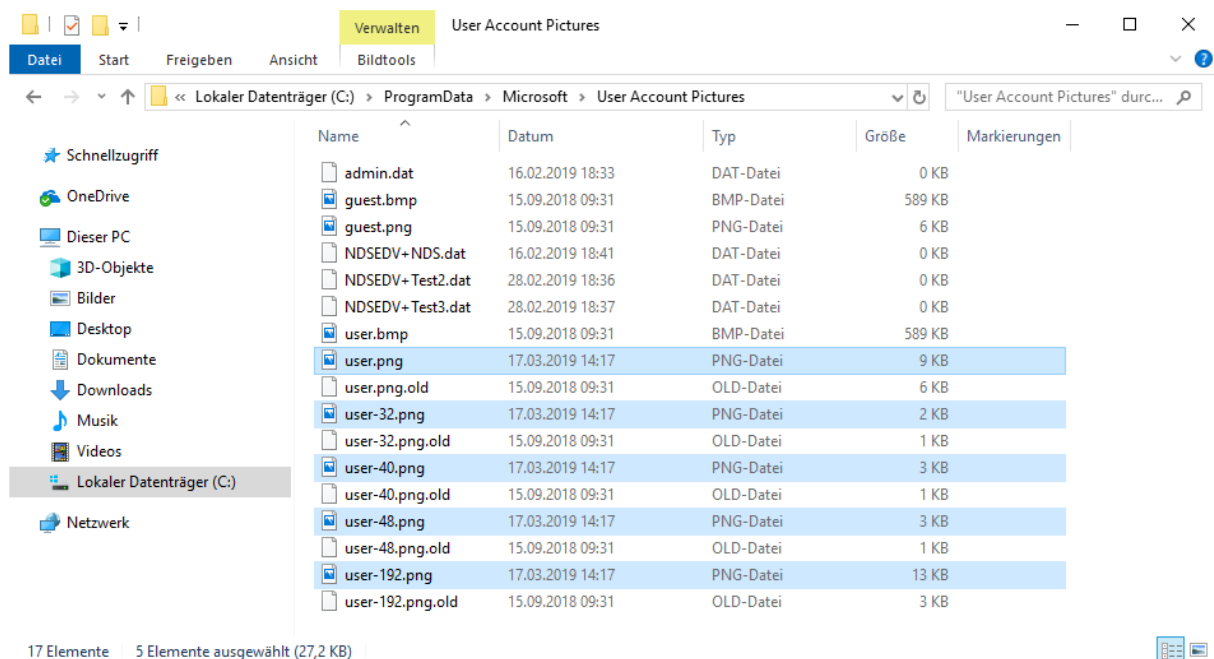 Verwalten User Account Pictures
Datei Start Freigeben Ansicht Bildtools
« Lokaler Datenträger (C:) › ProgramData › Microsoft › User Account Pictures "User Account Pictures" durc...
Name Datum Typ Größe Markierungen
Schnellzugriff
OneDrive
Dieser PC
3D-Objekte
Bilder
Desktop
Dokumente
Downloads
Musik
Videos
Lokaler Datenträger (C:)
Netzwerk
admin.dat 16.02.2019 18:33 DAT-Datei 0 KB
guest.bmp 15.09.2018 09:31 BMP-Datei 589 KB
guest.png 15.09.2018 09:31 PNG-Datei 6 KB
NDSEDV+NDS.dat 16.02.2019 18:41 DAT-Datei 0 KB
NDSEDV+Test2.dat 28.02.2019 18:36 DAT-Datei 0 KB
NDSEDV+Test3.dat 28.02.2019 18:37 DAT-Datei 0 KB
user.bmp 15.09.2018 09:31 BMP-Datei 589 KB
user.png 17.03.2019 14:17 PNG-Datei 9 KB
user.png.old 15.09.2018 09:31 OLD-Datei 6 KB
user-32.png 17.03.2019 14:17 PNG-Datei 2 KB
user-32.png.old 15.09.2018 09:31 OLD-Datei 1 KB
user-40.png 17.03.2019 14:17 PNG-Datei 3 KB
user-40.png.old 15.09.2018 09:31 OLD-Datei 1 KB
user-48.png 17.03.2019 14:17 PNG-Datei 3 KB
user-48.png.old 15.09.2018 09:31 OLD-Datei 1 KB
user-192.png 17.03.2019 14:17 PNG-Datei 13 KB
user-192.png.old 15.09.2018 09:31 OLD-Datei 3 KB
17 Elemente 5 Elemente ausgewählt (27,2 KB)